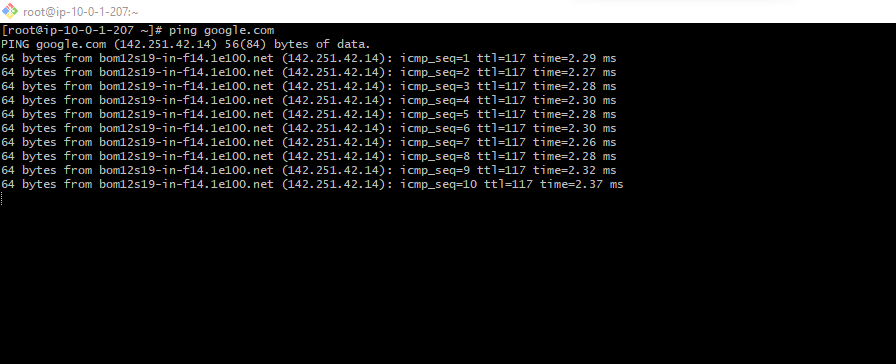 root@ip-10-0-1-207:~
[root@ip-10-0-1-207 ~]# ping google.com
PING google.com (142.251.42.14) 56(84) bytes of data.
64 bytes from bom12s19-in-f14.1e100.net (142.251.42.14): icmp_seq=1 ttl=117 time=2.29 ms
64 bytes from bom12s19-in-f14.1e100.net (142.251.42.14): icmp_seq=2 ttl=117 time=2.27 ms
64 bytes from bom12s19-in-f14.1e100.net (142.251.42.14): icmp_seq=3 ttl=117 time=2.28 ms
64 bytes from bom12s19-in-f14.1e100.net (142.251.42.14): icmp_seq=4 ttl=117 time=2.30 ms
64 bytes from bom12s19-in-f14.1e100.net (142.251.42.14): icmp_seq=5 ttl=117 time=2.28 ms
64 bytes from bom12s19-in-f14.1e100.net (142.251.42.14): icmp_seq=6 ttl=117 time=2.30 ms
64 bytes from bom12s19-in-f14.1e100.net (142.251.42.14): icmp_seq=7 ttl=117 time=2.26 ms
64 bytes from bom12s19-in-f14.1e100.net (142.251.42.14): icmp_seq=8 ttl=117 time=2.28 ms
64 bytes from bom12s19-in-f14.1e100.net (142.251.42.14): icmp_seq=9 ttl=117 time=2.32 ms
64 bytes from bom12s19-in-f14.1e100.net (142.251.42.14): icmp_seq=10 ttl=117 time=2.37 ms